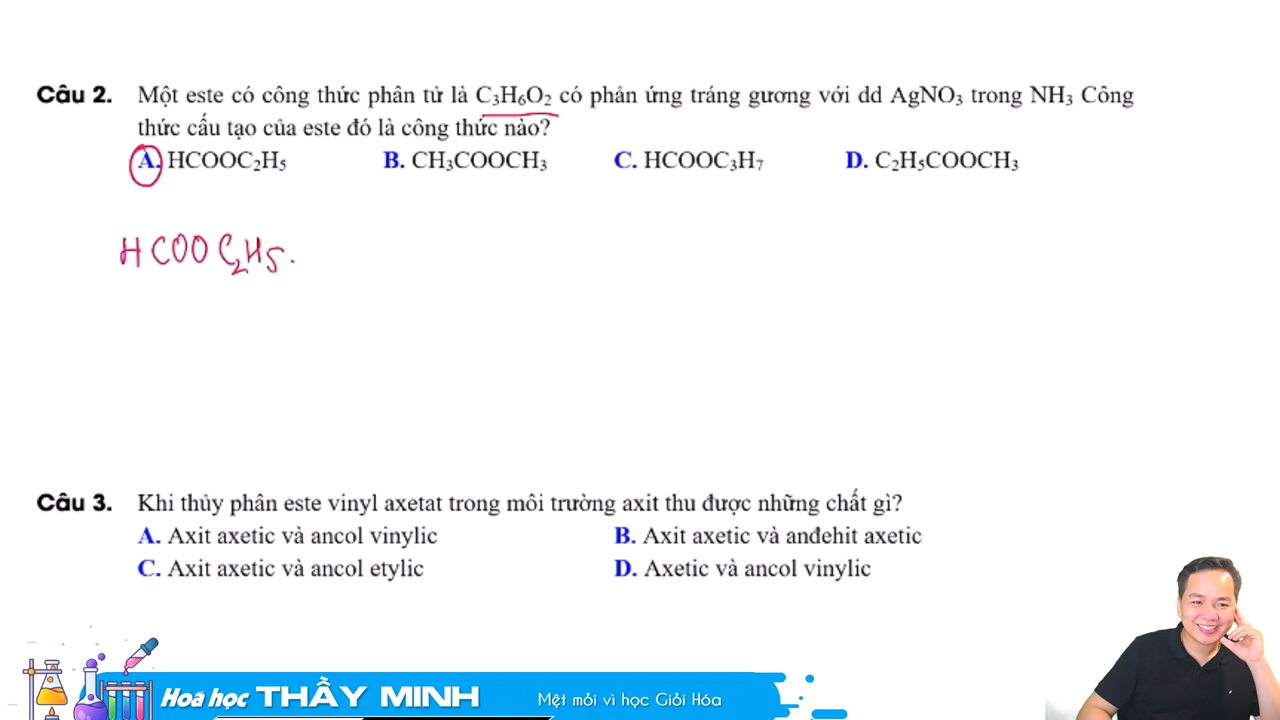 Câu 2. Một este có công thức phân tử là C₃H₆O₂ có phản ứng tráng gương với dd AgNO₃ trong NH₃ Công
thức cấu tạo của este đó là công thức nào?
A. HCOOC₂H₅ B. CH₃COOCH₃ C. HCOOC₃H₇ D. C₂H₅COOCH₃
HCOOC₂H₅.
Câu 3. Khi thủy phân este vinyl axetat trong môi trường axit thu được những chất gì?
A. Axit axetic và ancol vinylic B. Axit axetic và anđehit axetic
C. Axit axetic và ancol etylic D. Axetic và ancol vinylic
Hoá học THẦY MINH Mệt mỏi vì học Giỏi Hóa